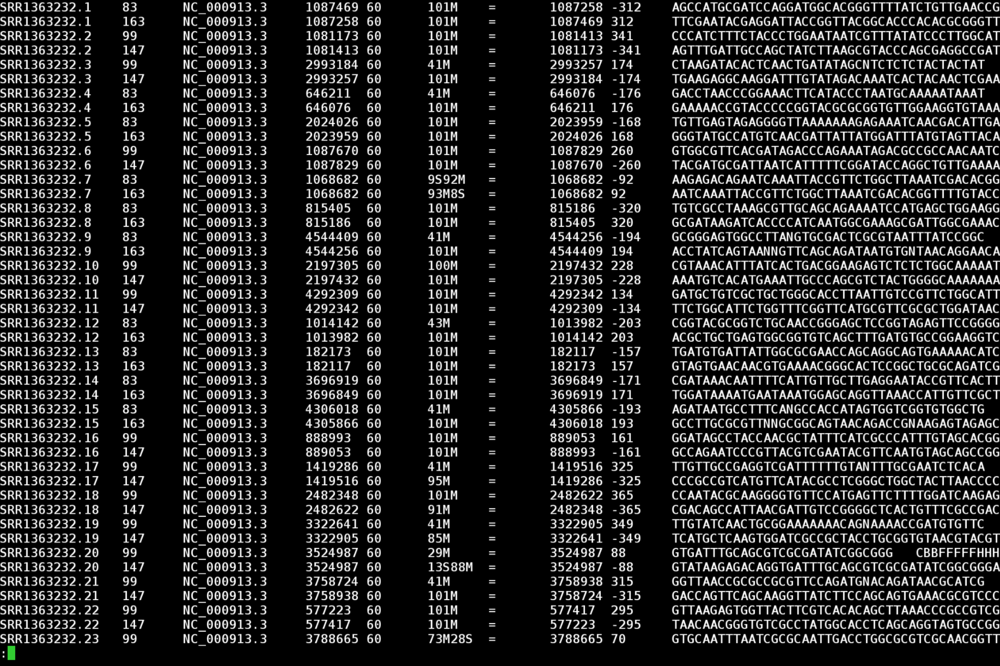 SRR1363232.1 83 NC_000913.3 1087469 60 101M = 1087258 -312 AGCCATGCGATCCAGGATGGCACGGGTTTTATCTGTTGAACCG
SRR1363232.1 163 NC_000913.3 1087258 60 101M = 1087469 312 TTCGAATACGAGGATTACCGGTTACGGCACCCACACGCGGGTT
SRR1363232.2 99 NC_000913.3 1081173 60 101M = 1081413 341 CCCATCTTTCTACCCTGGAATAATCGTTTATATCCCTTGGCAT
SRR1363232.2 147 NC_000913.3 1081413 60 101M = 1081173 -341 AGTTTGATTGCCAGCTATCTTAAGCGTACCCAGCGAGGCCGAT
SRR1363232.3 99 NC_000913.3 2993184 60 41M = 2993257 174 CTAAGATACACTCAACTGATATAGCNTCTCTCTACTACTAT
SRR1363232.3 147 NC_000913.3 2993257 60 101M = 2993184 -174 TGAAGAGGCAAGGATTTGTATAGACAAATCACTACAACTCGAA
SRR1363232.4 83 NC_000913.3 646211 60 41M = 646076 -176 GACCTAACCCGGAAACTTCATACCCTAATGCAAAAATAAAT
SRR1363232.4 163 NC_000913.3 646076 60 101M = 646211 176 GAAAAACCGTACCCCCGGTACGCGCGGTGTTGGAAGGTGTAAA
SRR1363232.5 83 NC_000913.3 2024026 60 101M = 2023959 -168 TGTTGAGTAGAGGGGTTAAAAAAAGAGAAATCAACGACATTGA
SRR1363232.5 163 NC_000913.3 2023959 60 101M = 2024026 168 GGGTATGCCATGTCAACGATTATTATGGATTTATGTAGTTACA
SRR1363232.6 99 NC_000913.3 1087670 60 101M = 1087829 260 GTGGCGTTCACGATAGACCCAGAAATAGACGCCGCCAACAATC
SRR1363232.6 147 NC_000913.3 1087829 60 101M = 1087670 -260 TACGATGCGATTAATCATTTTTCGGATACCAGGCTGTTGAAAA
SRR1363232.7 83 NC_000913.3 1068682 60 9S92M = 1068682 -92 AAGAGACAGAATCAAATTACCGTTCTGGCTTAAATCGACACGG
SRR1363232.7 163 NC_000913.3 1068682 60 93M8S = 1068682 92 AATCAAATTACCGTTCTGGCTTAAATCGACACGGTTTTGTACC
SRR1363232.8 83 NC_000913.3 815405 60 101M = 815186 -320 TGTCGCCTAAAGCGTTGCAGCAGAAAATCCATGAGCTGGAAGG
SRR1363232.8 163 NC_000913.3 815186 60 101M = 815405 320 GCGATAAGATCACCCCATCAATGGCGAAAGCGATTGGCGAAAC
SRR1363232.9 83 NC_000913.3 4544409 60 41M = 4544256 -194 GCGGGAGTGGCCTTANGTGCGACTCGCGTAATTTATCCGGC
SRR1363232.9 163 NC_000913.3 4544256 60 101M = 4544409 194 ACCTATCAGTAANNGTTCAGCAGATAATGTGNTAACAGGAACA
SRR1363232.10 99 NC_000913.3 2197305 60 100M = 2197432 228 CGTAAACATTTATCACTGACGGAAGAGTCTCTCTGGCAAAAAT
SRR1363232.10 147 NC_000913.3 2197432 60 101M = 2197305 -228 AAATGTCACATGAAATTGCCCAGCGTCTACTGGGGCAAAAAAA
SRR1363232.11 99 NC_000913.3 4292309 60 101M = 4292342 134 GATGCTGTCGCTGCTGGGCACCTTAATTGTCCGTTCTGGCATT
SRR1363232.11 147 NC_000913.3 4292342 60 101M = 4292309 -134 TTCTGGCATTCTGGTTTCGGTTCATGCGTTCGCGCTGGATAAC
SRR1363232.12 83 NC_000913.3 1014142 60 43M = 1013982 -203 CGGTACGCGGTCTGCAACCGGGAGCTCCGGTAGAGTTCCGGGG
SRR1363232.12 163 NC_000913.3 1013982 60 101M = 1014142 203 ACGCTGCTGAGTGGCGGTGTCAGCTTTGATGTGCCGGAAGGTC
SRR1363232.13 83 NC_000913.3 182173 60 101M = 182117 -157 TGATGTGATTATTGGCGCGAACCAGCAGGCAGTGAAAAACATC
SRR1363232.13 163 NC_000913.3 182117 60 101M = 182173 157 GTAGTGAACAACGTGAAAACGGGCACTCCGGCTGCGCAGATCG
SRR1363232.14 83 NC_000913.3 3696919 60 101M = 3696849 -171 CGATAAACAATTTTCATTGTTGCTTGAGGAATACCGTTCACTT
SRR1363232.14 163 NC_000913.3 3696849 60 101M = 3696919 171 TGGATAAAATGAATAAATGGAGCAGGTTAAACCATTGTTCGCT
SRR1363232.15 83 NC_000913.3 4306018 60 41M = 4305866 -193 AGATAATGCCTTTCANGCCACCATAGTGGTCGGTGTGGCTG
SRR1363232.15 163 NC_000913.3 4305866 60 101M = 4306018 193 GCCTTGCGCGTTNNGCGGCAGTAACAGACCGNAAGAGTAGAGC
SRR1363232.16 99 NC_000913.3 888993 60 101M = 889053 161 GGATAGCCTACCAACGCTATTTCATCGCCCATTTGTAGCACGG
SRR1363232.16 147 NC_000913.3 889053 60 101M = 888993 -161 GCCAGAATCCCGTTACGTCGAATACGTTCAATGTAGCAGCCGG
SRR1363232.17 99 NC_000913.3 1419286 60 41M = 1419516 325 TTGTTGCCGAGGTCGATTTTTTGTANTTTGCGAATCTCACA
SRR1363232.17 147 NC_000913.3 1419516 60 95M = 1419286 -325 CCCGCCGTCATGTTCATACGCCTCGGGCTGGCTACTTAACCCC
SRR1363232.18 99 NC_000913.3 2482348 60 101M = 2482622 365 CCAATACGCAAGGGGTGTTCCATGAGTTCTTTTGGATCAAGAG
SRR1363232.18 147 NC_000913.3 2482622 60 91M = 2482348 -365 CGACAGCCATTAACGATTGTCCGGGGCTCACTGTTTCGCCGAC
SRR1363232.19 99 NC_000913.3 3322641 60 41M = 3322905 349 TTGTATCAACTGCGGAAAAAAACAGNAAAACCGATGTGTTC
SRR1363232.19 147 NC_000913.3 3322905 60 85M = 3322641 -349 TCATGCTCAAGTGGATCGCCGCTACCTGCGGTGTAACGTACGT
SRR1363232.20 99 NC_000913.3 3524987 60 29M = 3524987 88 GTGATTTGCAGCGTCGCGATATCGGCGGG CBBFFFFFHHH
SRR1363232.20 147 NC_000913.3 3524987 60 13S88M = 3524987 -88 GTATAAGAGACAGGTGATTTGCAGCGTCGCGATATCGGCGGGA
SRR1363232.21 99 NC_000913.3 3758724 60 41M = 3758938 315 GGTTAACCGCGCCGCGTTCCAGATGNACAGATAACGCATCG
SRR1363232.21 147 NC_000913.3 3758938 60 101M = 3758724 -315 GACCAGTTCAGCAAGGTTATCTTCCAGCAGTGAAACGCGTCCC
SRR1363232.22 99 NC_000913.3 577223 60 101M = 577417 295 GTTAAGAGTGGTTACTTCGTCACACAGCTTAAACCCGCCGTCG
SRR1363232.22 147 NC_000913.3 577417 60 101M = 577223 -295 TAACAACGGGTGTCGCCTATGGCACCTCAGCAGGTAGTGCCGG
SRR1363232.23 99 NC_000913.3 3788665 60 73M28S = 3788665 70 GTGCAATTTAATCGCGCAATTGACCTGGCGCGTCGCAACGGTT
: